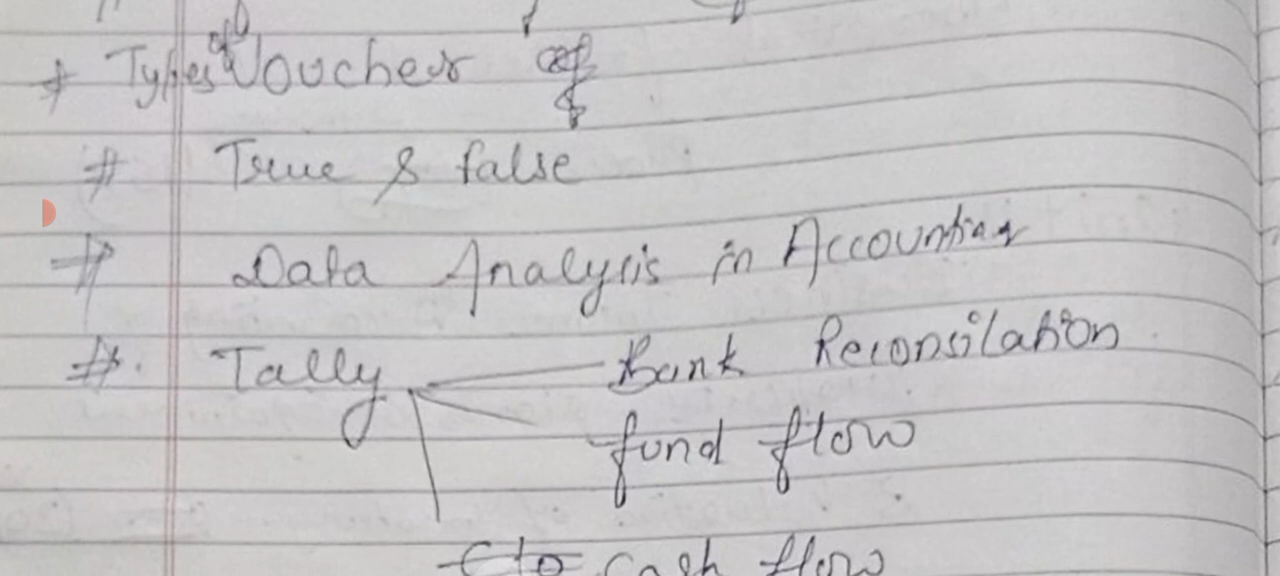 * Types of Voucher
# True & false
# Data Analysis in Accounting
#. Tally Bank Reconsilation
fund flow
cash flow